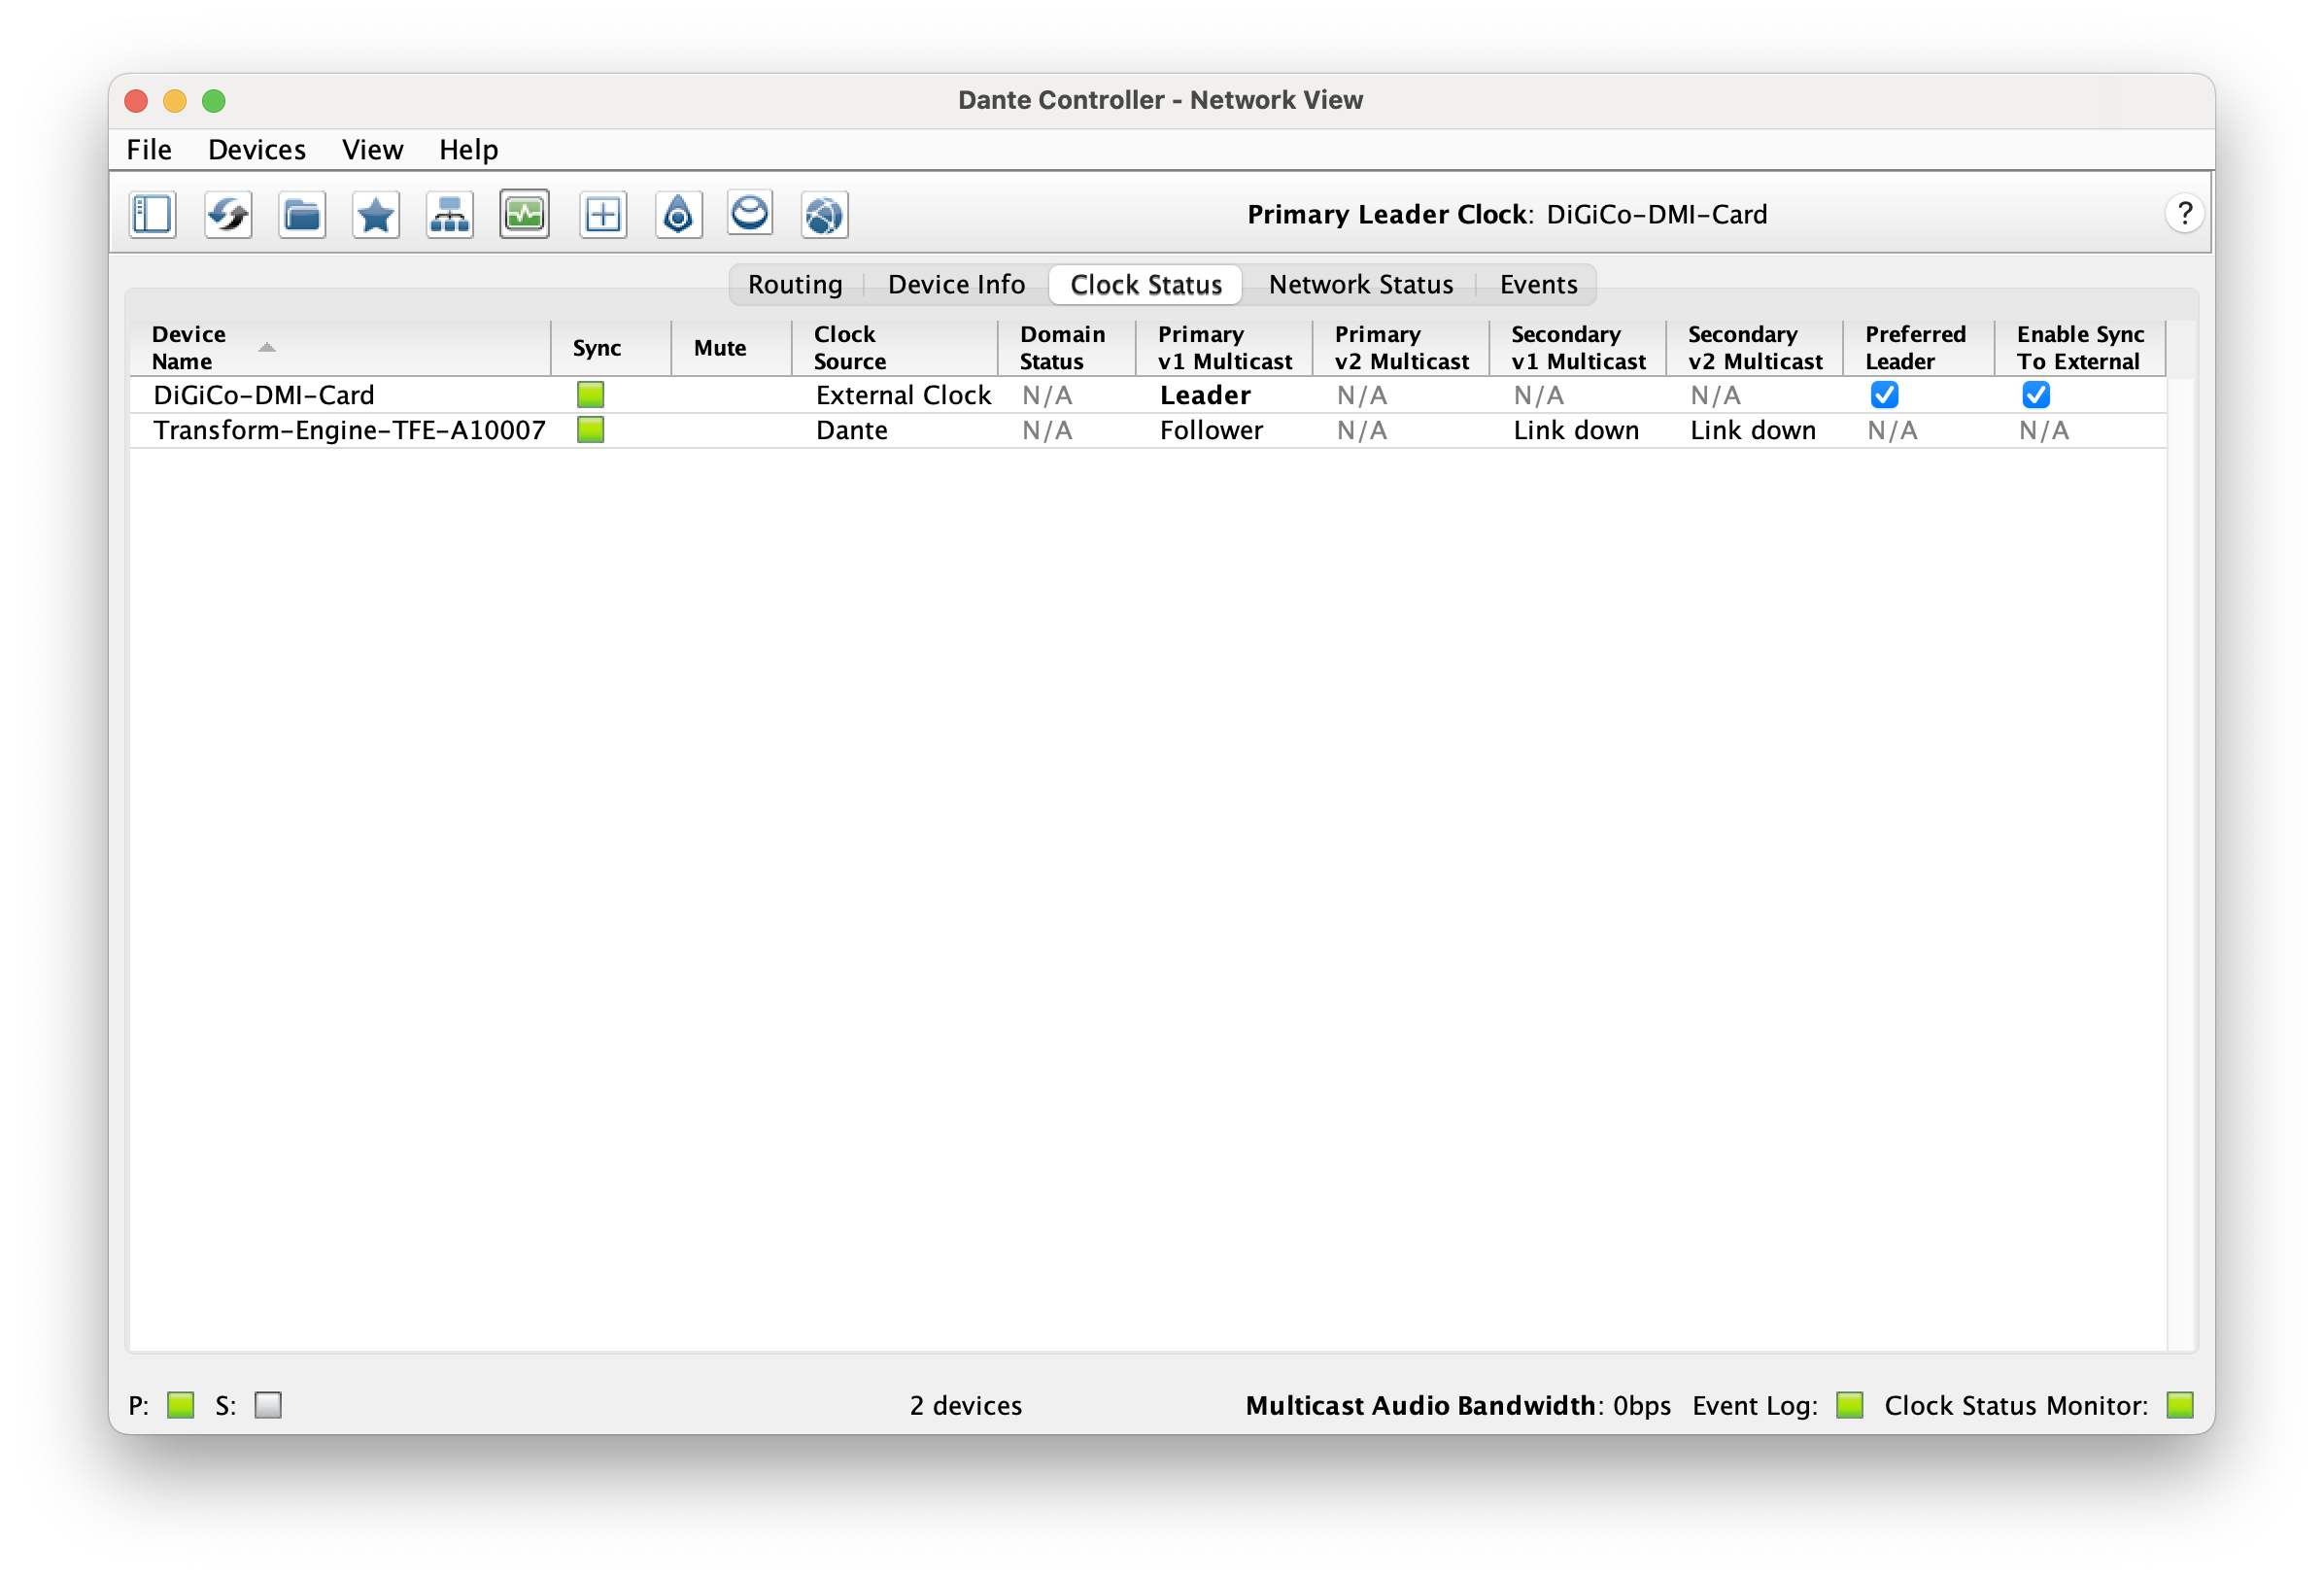 Dante Controller - Network View
File Devices View Help
Primary Leader Clock: DiGiCo-DMI-Card ?
Routing Device Info Clock Status Network Status Events
Device Name Sync Mute Clock Source Domain Status Primary v1 Multicast Primary v2 Multicast Secondary v1 Multicast Secondary v2 Multicast Preferred Leader Enable Sync To External
DiGiCo-DMI-Card External Clock N/A Leader N/A N/A N/A
Transform-Engine-TFE-A10007 Dante N/A Follower N/A Link down Link down N/A N/A
P: S: 2 devices Multicast Audio Bandwidth: 0bps Event Log: Clock Status Monitor: